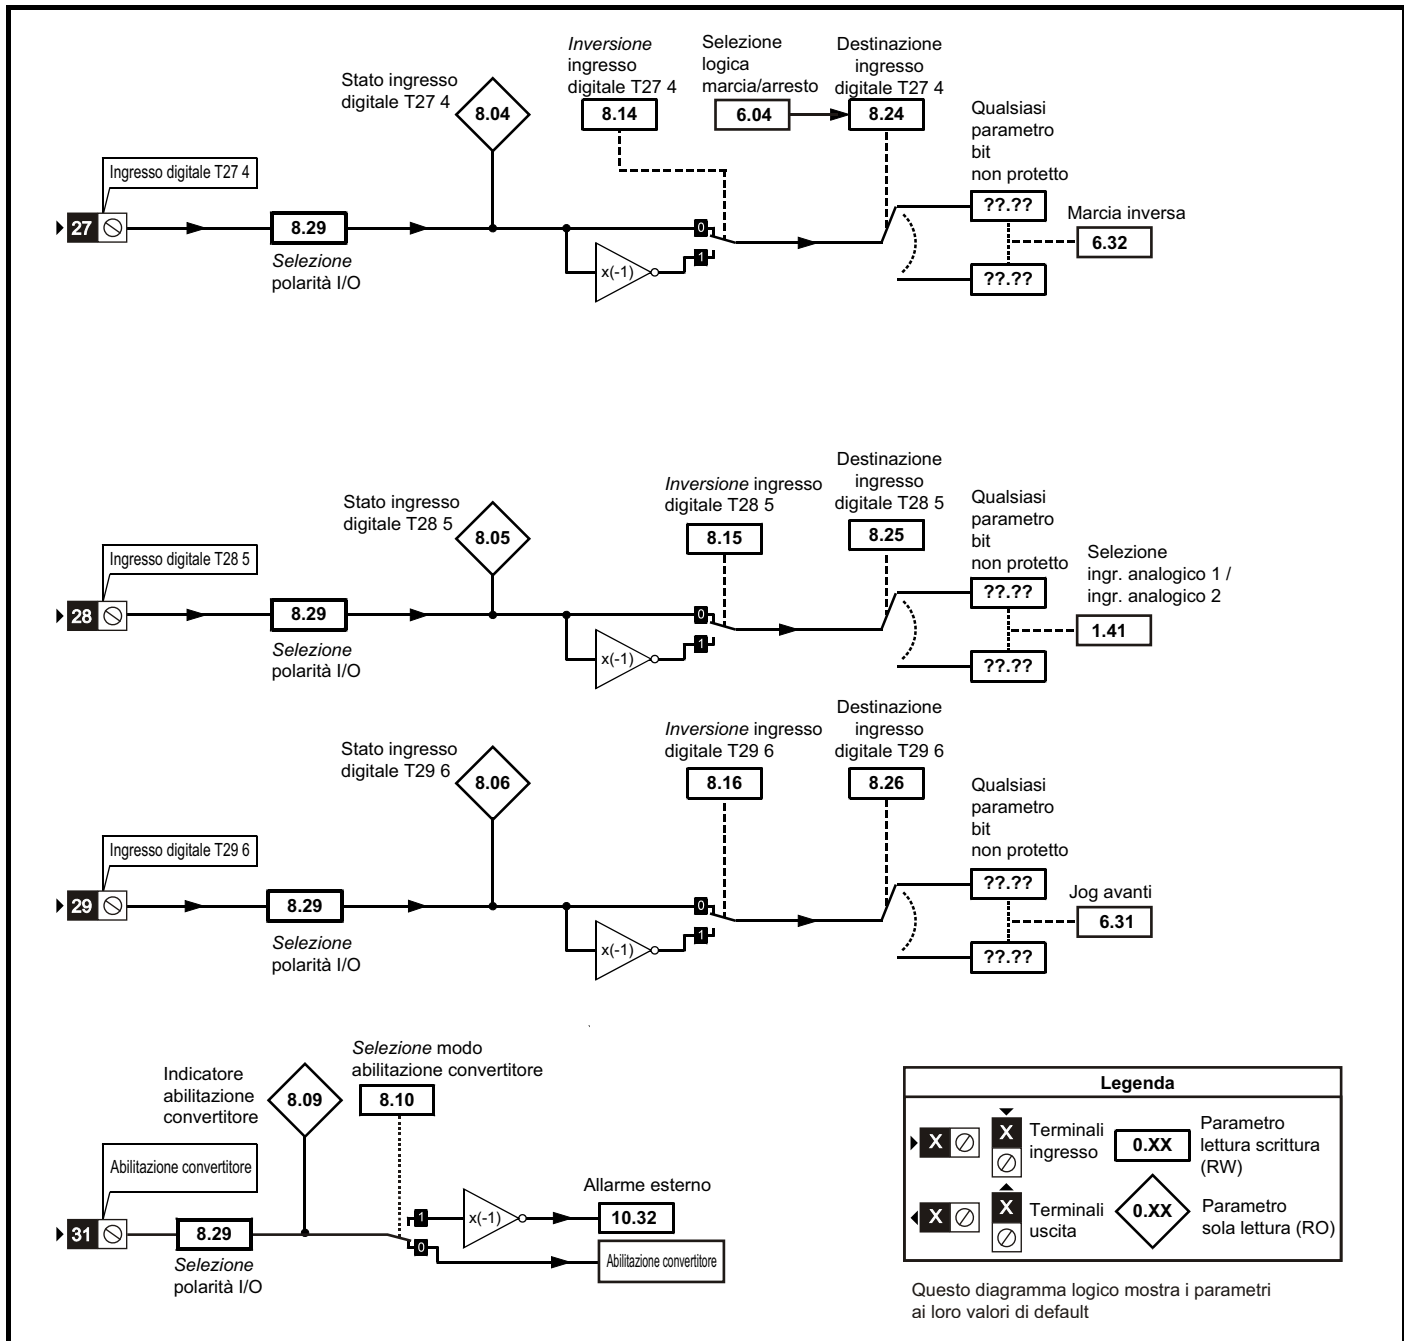 Inversione
ingresso
digitale T27 4
8.14
Selezione
logica
marcia/arresto
6.04
Destinazione
ingresso
digitale T27 4
8.24
Stato ingresso
digitale T27 4
8.04
Qualsiasi
parametro
bit
non protetto
??.??
??.??
Marcia inversa
6.32
Ingresso digitale T27 4
27
8.29
Selezione
polarità I/O
0
1
x(-1)
Stato ingresso
digitale T28 5
8.05
Inversione ingresso
digitale T28 5
8.15
Destinazione
ingresso
digitale T28 5
8.25
Qualsiasi
parametro
bit
non protetto
??.??
??.??
Selezione
ingr. analogico 1 /
ingr. analogico 2
1.41
Ingresso digitale T28 5
28
8.29
Selezione
polarità I/O
0
1
x(-1)
Stato ingresso
digitale T29 6
8.06
Inversione ingresso
digitale T29 6
8.16
Destinazione
ingresso
digitale T29 6
8.26
Qualsiasi
parametro
bit
non protetto
??.??
??.??
Jog avanti
6.31
Ingresso digitale T29 6
29
8.29
Selezione
polarità I/O
0
1
x(-1)
Indicatore
abilitazione
convertitore
8.09
Selezione modo
abilitazione convertitore
8.10
Abilitazione convertitore
31
8.29
Selezione
polarità I/O
1
0
x(-1)
Allarme esterno
10.32
Abilitazione convertitore
Legenda
X
X
Terminali
ingresso
0.XX
Parametro
lettura scrittura
(RW)
X
X
Terminali
uscita
0.XX
Parametro
sola lettura (RO)
Questo diagramma logico mostra i parametri
ai loro valori di default